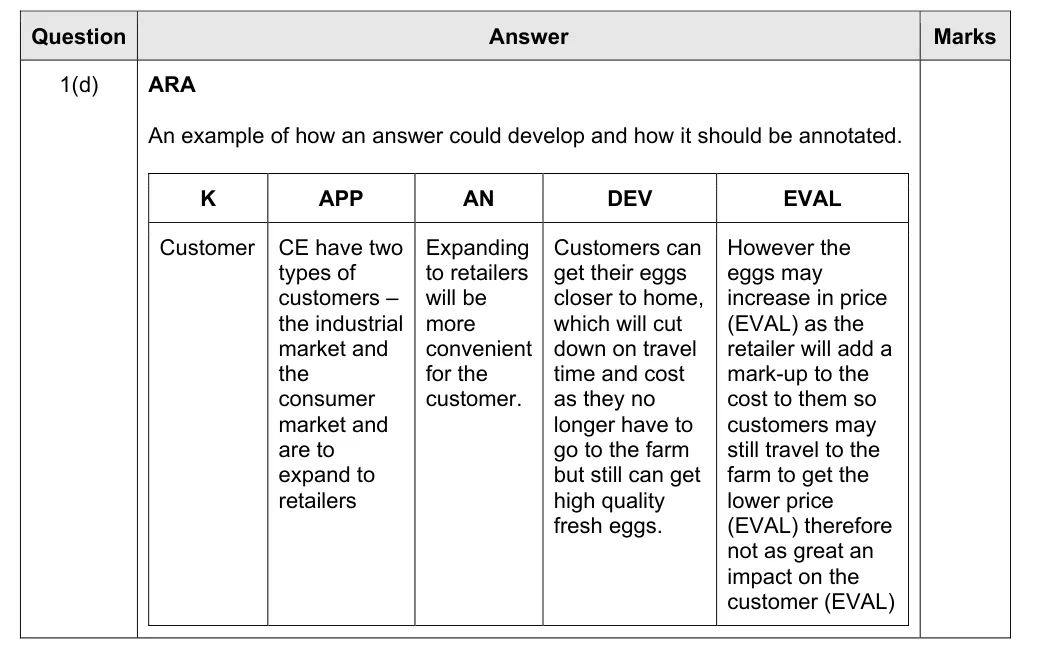 Question Answer Marks
1(d) ARA
An example of how an answer could develop and how it should be annotated.
K APP AN DEV EVAL
Customer
CE have two
types of
customers –
the industrial
market and
the
consumer
market and
are to
expand to
retailers
Expanding
to retailers
will be
more
convenient
for the
customer.
Customers can
get their eggs
closer to home,
which will cut
down on travel
time and cost
as they no
longer have to
go to the farm
but still can get
high quality
fresh eggs.
However the
eggs may
increase in price
(EVAL) as the
retailer will add a
mark-up to the
cost to them so
customers may
still travel to the
farm to get the
lower price
(EVAL) therefore
not as great an
impact on the
customer (EVAL)